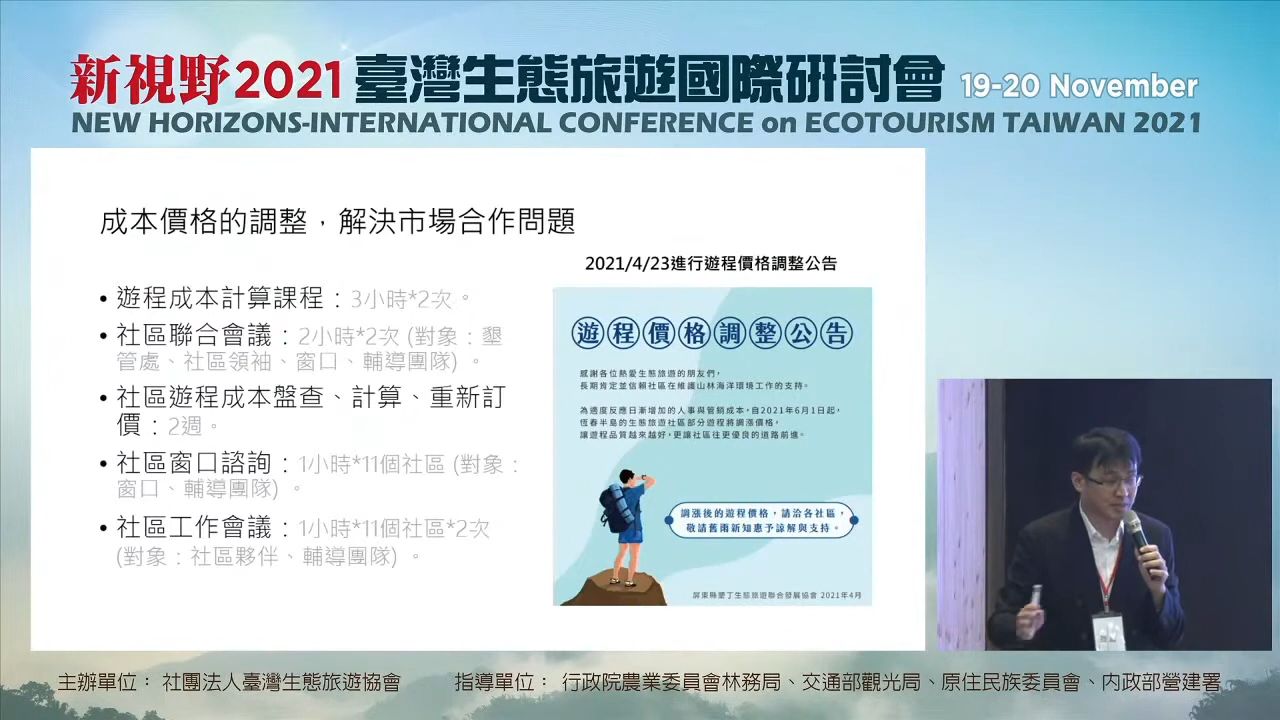 新視野2021臺灣生態旅遊國際研討會 19-20 November
NEW HORIZONS-INTERNATIONAL CONFERENCE on ECOTOURISM TAIWAN 2021
成本價格的調整，解決市場合作問題
• 遊程成本計算課程：3小時*2次。
• 社區聯合會議：2小時*2次 (對象：墾
管處、社區領袖、窗口、輔導團隊) 。
• 社區遊程成本盤查、計算、重新訂
價：2週。
• 社區窗口諮詢：1小時*11個社區 (對象：
窗口、輔導團隊) 。
• 社區工作會議：1小時*11個社區*2次
(對象：社區夥伴、輔導團隊) 。
2021/4/23進行遊程價格調整公告
遊程價格調整公告
感謝各位熱愛生態旅遊的朋友們，
長期肯定並信賴社區在維護山林海洋環境工作的支持。
為適度反應日漸增加的人事與管銷成本，自2021年6月1日起，
恆春半島的生態旅遊社區部分遊程將調漲價格，
讓遊程品質越來越好，更讓社區往更優良的道路前進。
調漲後的遊程價格，請洽各社區，
敬請舊雨新知惠予諒解與支持。
屏東縣墾丁生態旅遊聯合發展協會 2021年4月
主辦單位： 社團法人臺灣生態旅遊協會
指導單位： 行政院農業委員會林務局、交通部觀光局、原住民族委員會、內政部營建署